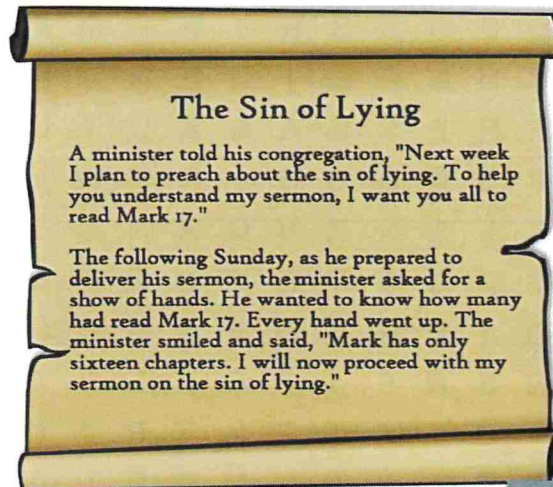 The Sin of Lying
A minister told his congregation, "Next week
I plan to preach about the sin of lying. To help
you understand my sermon, I want you all to
read Mark 17."
The following Sunday, as he prepared to
deliver his sermon, the minister asked for a
show of hands. He wanted to know how many
had read Mark 17. Every hand went up. The
minister smiled and said, "Mark has only
sixteen chapters. I will now proceed with my
sermon on the sin of lying."